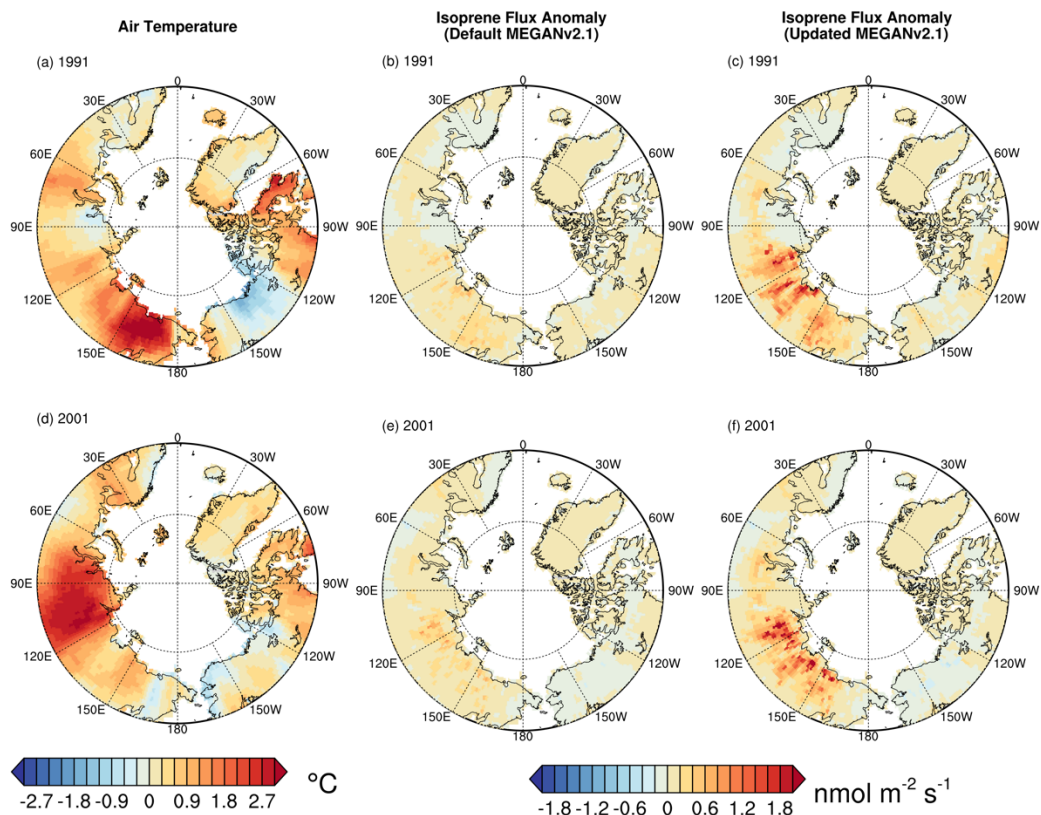 Air Temperature
Isoprene Flux Anomaly
(Default MEGANv2.1)
Isoprene Flux Anomaly
(Updated MEGANv2.1)
(a) 1991
0
30E
30W
60E
60W
90E
90W
120E
120W
150E
150W
180
(b) 1991
0
30E
30W
60E
60W
90E
90W
120E
120W
150E
150W
180
(c) 1991
0
30E
30W
60E
60W
90E
90W
120E
120W
150E
150W
180
(d) 2001
0
30E
30W
60E
60W
90E
90W
120E
120W
150E
150W
180
(e) 2001
0
30E
30W
60E
60W
90E
90W
120E
120W
150E
150W
180
(f) 2001
0
30E
30W
60E
60W
90E
90W
120E
120W
150E
150W
180
-2.7 -1.8 -0.9 0 0.9 1.8 2.7 °C
-1.8 -1.2 -0.6 0 0.6 1.2 1.8 nmol m⁻² s⁻¹